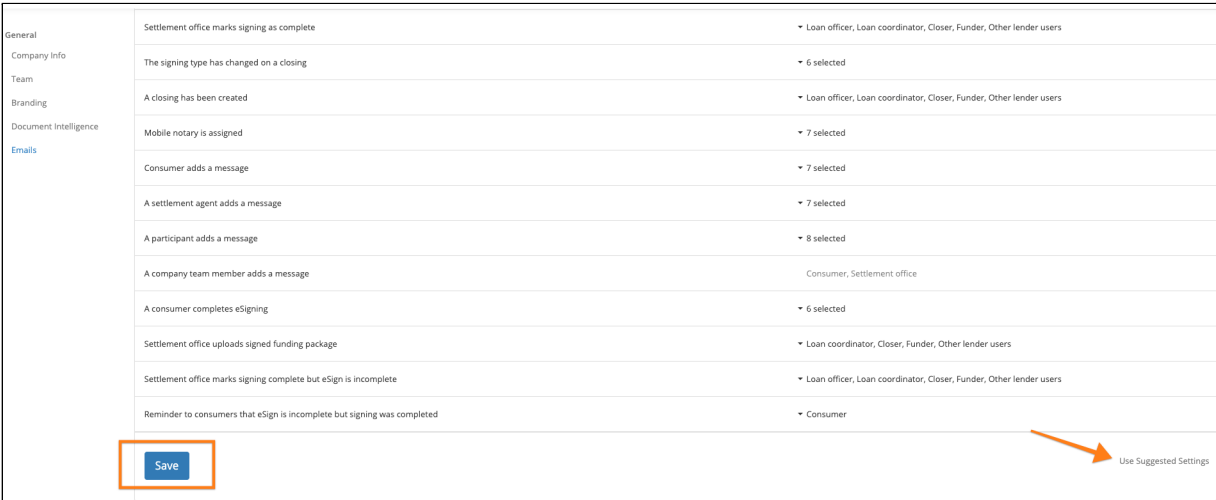 General
Company Info
Team
Branding
Document Intelligence
Emails
Settlement office marks signing as complete
Loan officer, Loan coordinator, Closer, Funder, Other lender users
The signing type has changed on a closing
6 selected
A closing has been created
Loan officer, Loan coordinator, Closer, Funder, Other lender users
Mobile notary is assigned
7 selected
Consumer adds a message
7 selected
A settlement agent adds a message
7 selected
A participant adds a message
8 selected
A company team member adds a message
Consumer, Settlement office
A consumer completes eSigning
6 selected
Settlement office uploads signed funding package
Loan coordinator, Closer, Funder, Other lender users
Settlement office marks signing complete but eSign is incomplete
Loan officer, Loan coordinator, Closer, Funder, Other lender users
Reminder to consumers that eSign is incomplete but signing was completed
Consumer
Save
Use Suggested Settings